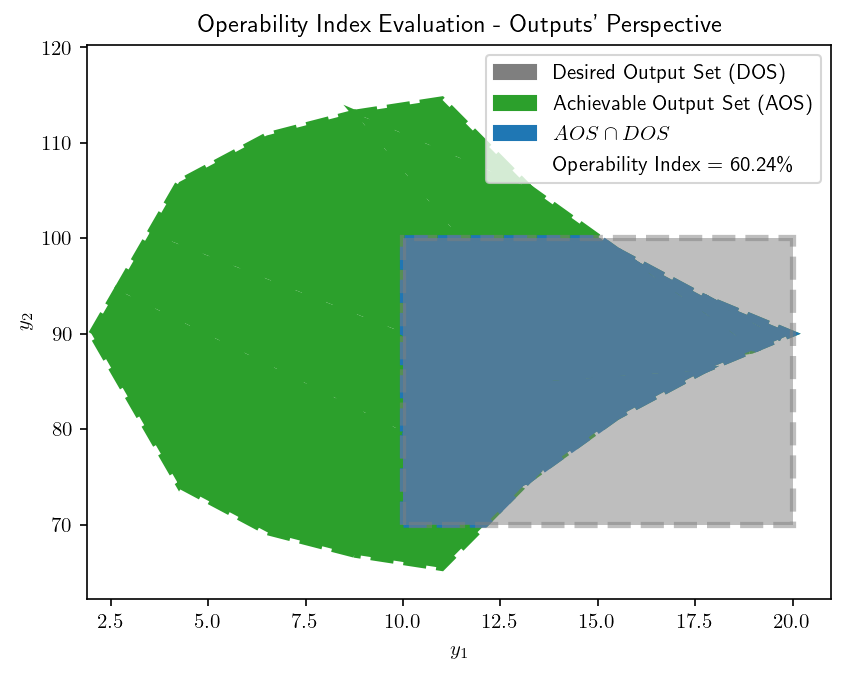 Operability Index Evaluation - Outputs’ Perspective
Desired Output Set (DOS)
Achievable Output Set (AOS)
AOS ∩ DOS
Operability Index = 60.24%
120
110
100
90
80
70
y₂
2.5 5.0 7.5 10.0 12.5 15.0 17.5 20.0
y₁